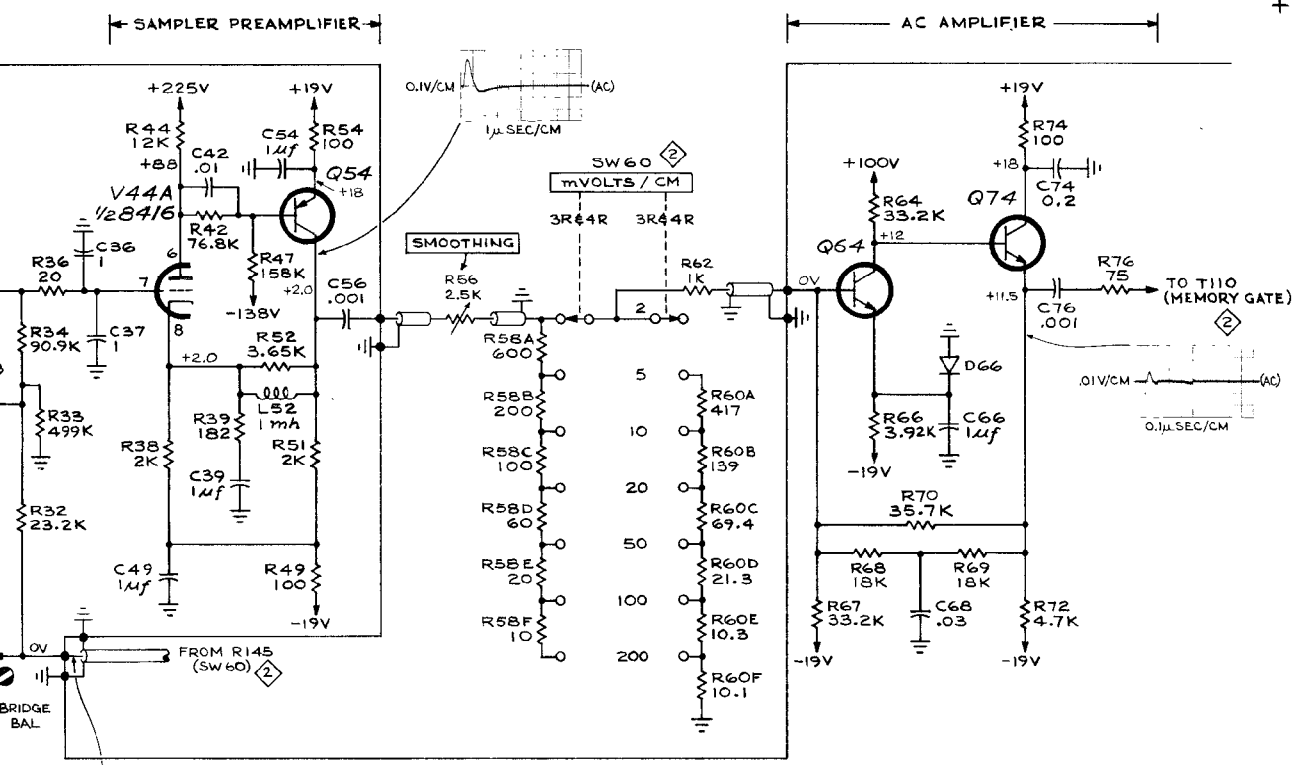 SAMPLER PREAMPLIFIER
AC AMPLIFIER
+
+225V
+19V
R44
12K
+88
C42
.01
C54
1μf
R54
100
Q54
+18
V44A
1/2 8416
R42
76.8K
R47
158K
-138V
+2.0
C36
1
R36
20
6
7
8
C37
1
R34
90.9K
R33
499K
R32
23.2K
+2.0
R52
3.65K
L52
1mh
R39
182
R38
2K
R51
2K
C39
1μf
C49
1μf
R49
100
-19V
C56
.001
0.1V/CM
(AC)
1μSEC/CM
SMOOTHING
R56
2.5K
SW60 2
mVOLTS / CM
3R&4R
3R&4R
R62
1K
2
5
10
20
50
100
200
R58A
600
R58B
200
R58C
100
R58D
60
R58E
20
R58F
10
R60A
417
R60B
139
R60C
69.4
R60D
21.3
R60E
10.3
R60F
10.1
0V
FROM R145
(SW60) 2
BRIDGE
BAL
+100V
R64
33.2K
+12
Q64
0V
+19V
R74
100
+18
C74
0.2
Q74
+11.5
C76
.001
R76
75
TO T110
(MEMORY GATE)
2
D66
R66
3.92K
C66
1μf
-19V
.01V/CM
(AC)
0.1μSEC/CM
R70
35.7K
R68
18K
R69
18K
R67
33.2K
C68
.03
R72
4.7K
-19V
-19V